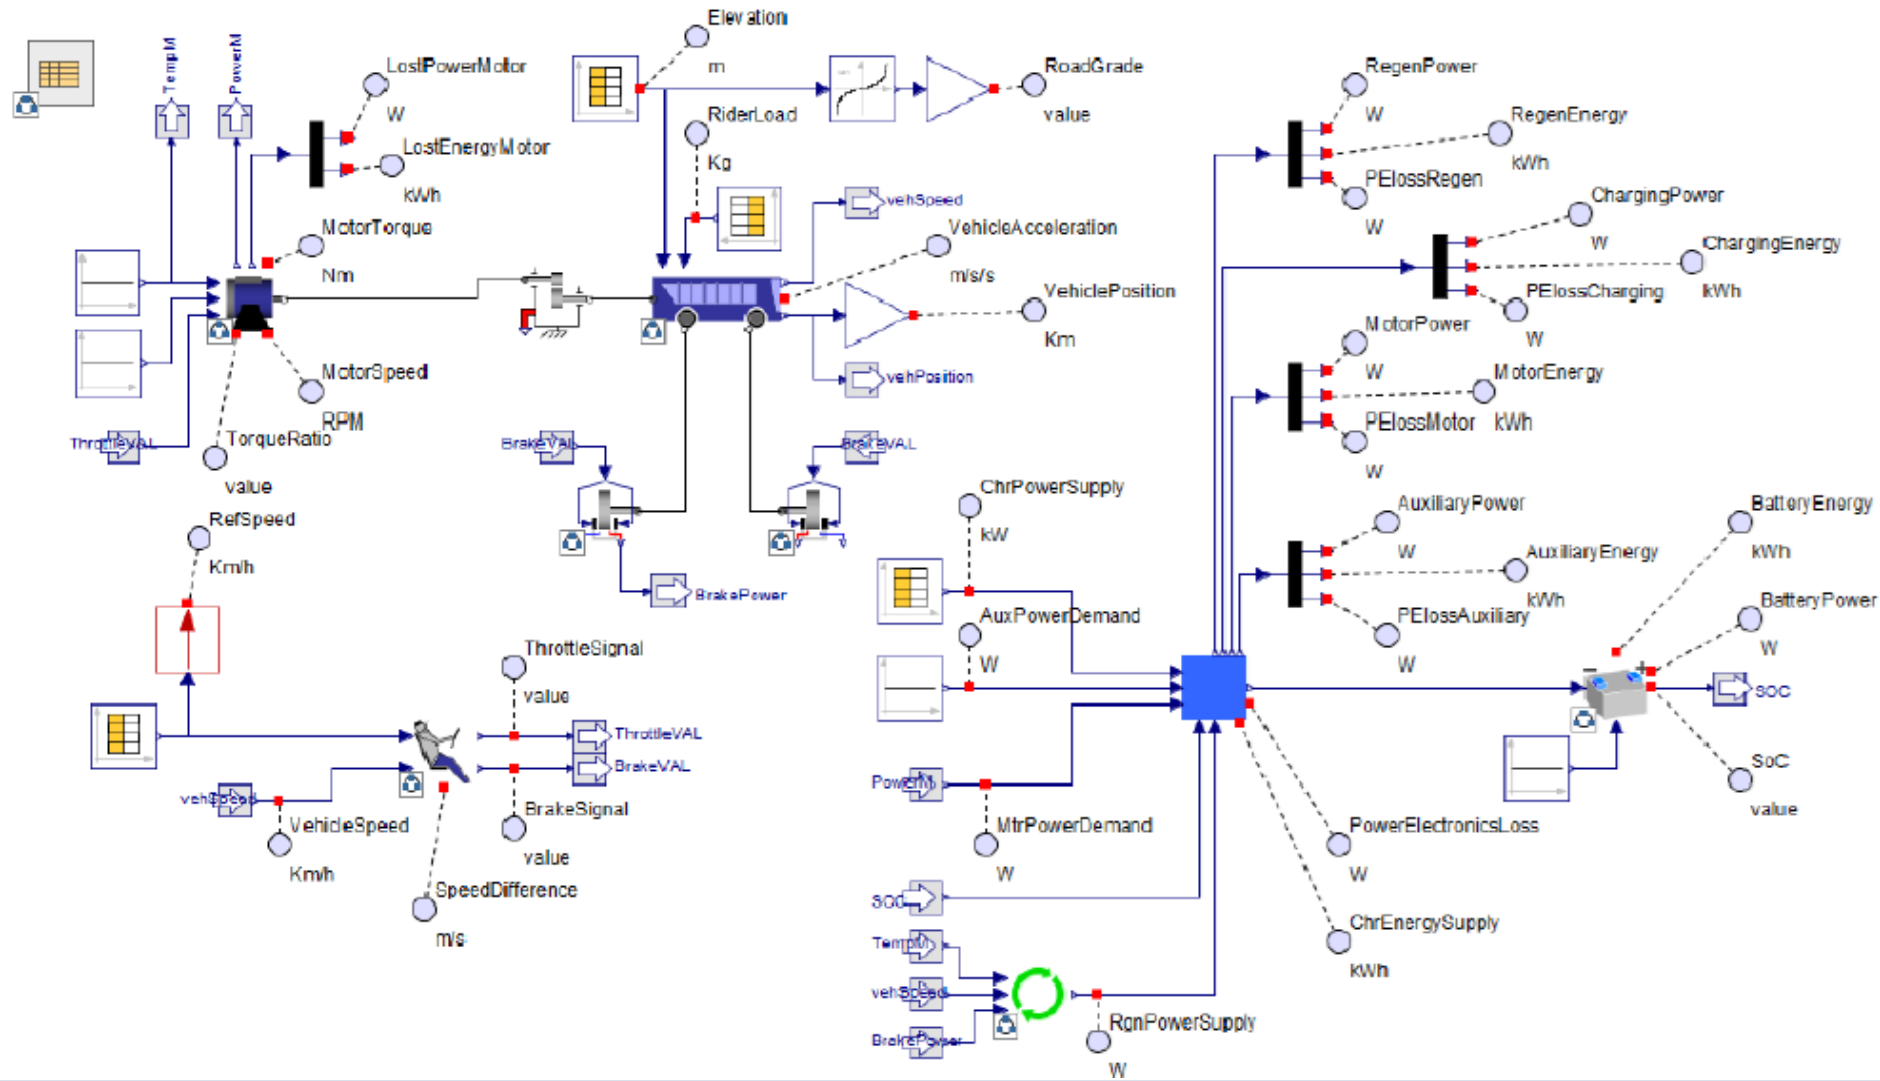 Elevation
m
TempM
PowerM
LostPowerMotor
W
LostEnergyMotor
kWh
RoadGrade
value
RiderLoad
Kg
RegenPower
W
RegenEnergy
kWh
PElossRegen
W
ChargingPower
W
ChargingEnergy
kWh
PElossCharging
W
MotorTorque
Nm
vehSpeed
VehicleAcceleration
m/s/s
VehiclePosition
Km
vehPosition
MotorSpeed
RPM
ThrottleVAL
TorqueRatio
value
BrakeVAL
BrakeVAL
BrakePower
MotorPower
W
MotorEnergy
kWh
PElossMotor
W
RefSpeed
Km/h
ChrPowerSupply
kW
AuxPowerDemand
W
AuxiliaryPower
W
AuxiliaryEnergy
kWh
PElossAuxiliary
W
BatteryEnergy
kWh
BatteryPower
W
SOC
SoC
value
ThrottleSignal
value
ThrottleVAL
BrakeVAL
BrakeSignal
value
vehSpeed
VehicleSpeed
Km/h
SpeedDifference
m/s
PowerM
MtrPowerDemand
W
PowerElectronicsLoss
W
SOC
ChrEnergySupply
kWh
TempM
vehSpeed
BrakePower
RgnPowerSupply
W